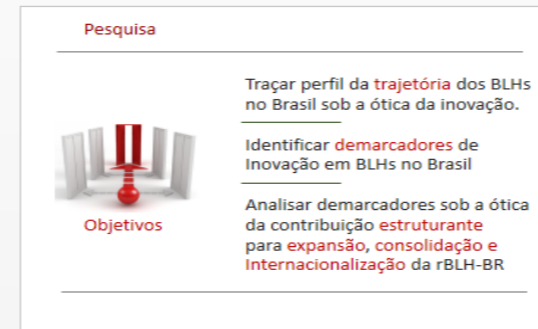 Pesquisa
Traçar perfil da trajetória dos BLHs
no Brasil sob a ótica da inovação.
Identificar demarcadores de
Inovação em BLHs no Brasil
Objetivos
Analisar demarcadores sob a ótica
da contribuição estruturante
para expansão, consolidação e
Internacionalização da rBLH-BR